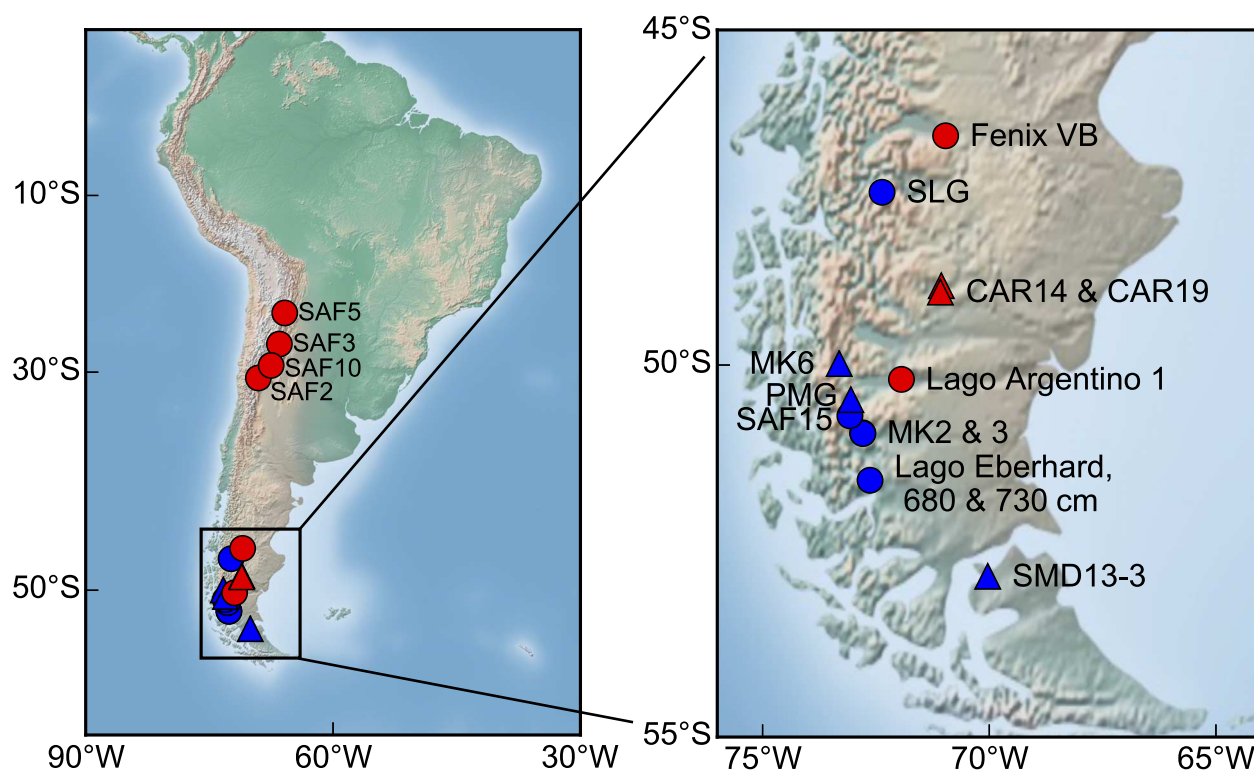 45°S
Fenix VB
SLG
10°S
CAR14 & CAR19
SAF5
SAF3
SAF10
SAF2
30°S
MK6
50°S
PMG
Lago Argentino 1
SAF15
MK2 & 3
Lago Eberhard,
680 & 730 cm
50°S
SMD13-3
55°S
90°W
60°W
30°W
75°W
70°W
65°W